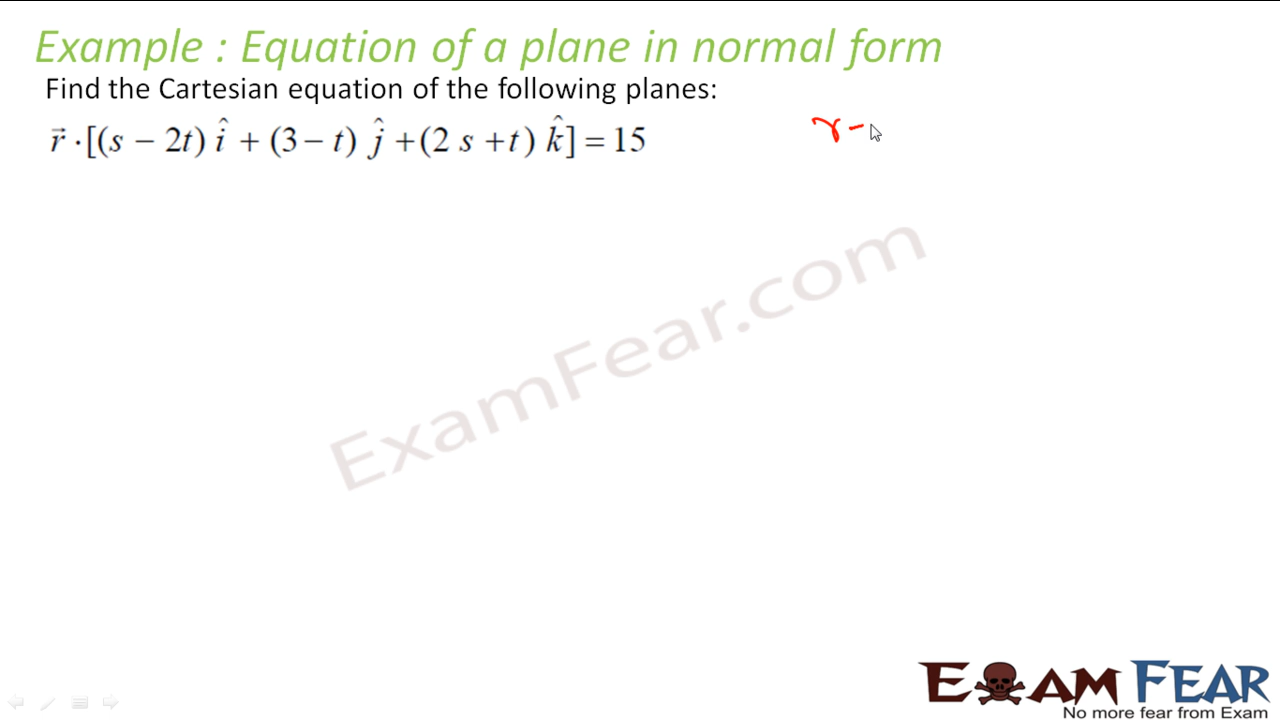 Example : Equation of a plane in normal form
Find the Cartesian equation of the following planes:
r⃗ · [(s − 2t) î + (3 − t) ĵ + (2 s + t) k̂] = 15
r -
ExamFear.com
EXAM FEAR
No more fear from Exam